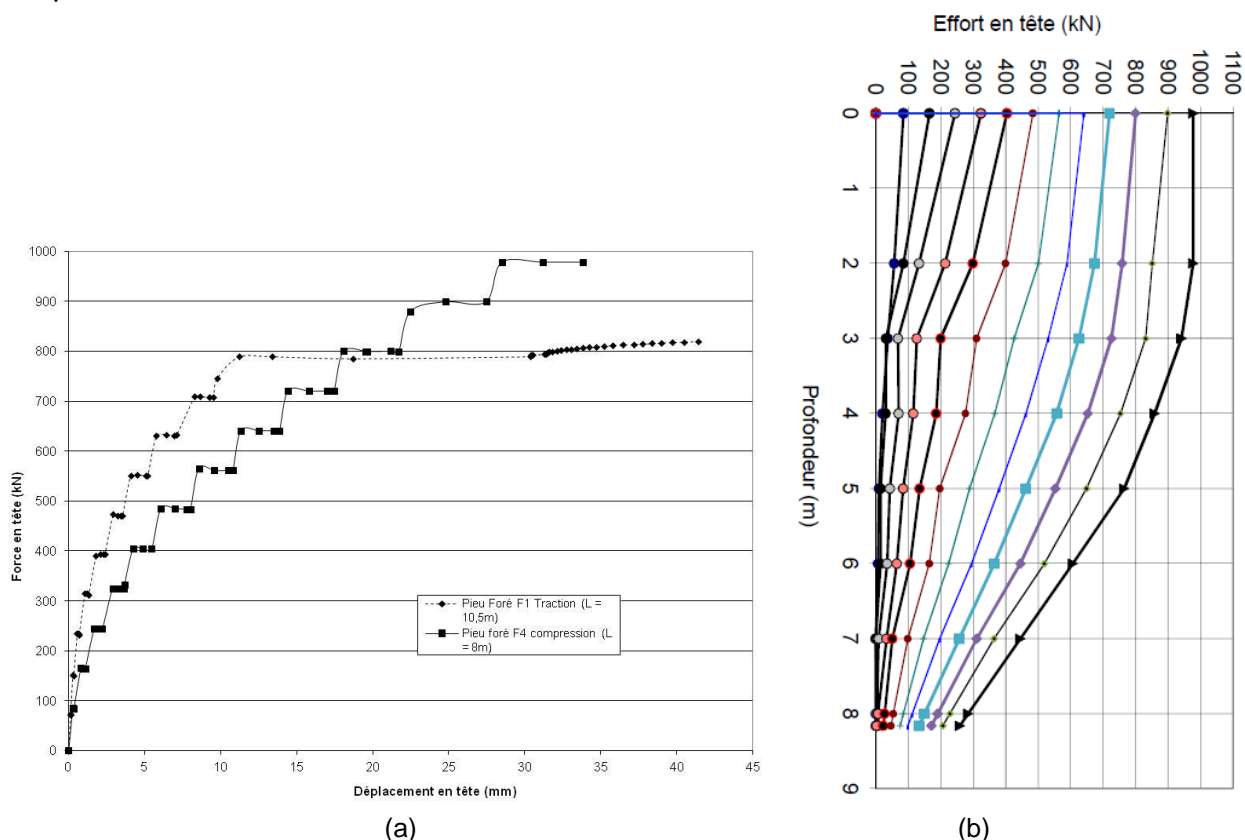 Effort en tête (kN)
0 100 200 300 400 500 600 700 800 900 1000 1100
0
1
2
3
4
5
6
7
8
9
Profondeur (m)
1000
900
800
700
600
500
400
300
200
100
0
Force en tête (kN)
Pieu Foré F1 Traction (L =
10,5m)
Pieu foré F4 compression (L
= 8m)
0 5 10 15 20 25 30 35 40 45
Déplacement en tête (mm)
(a)
(b)